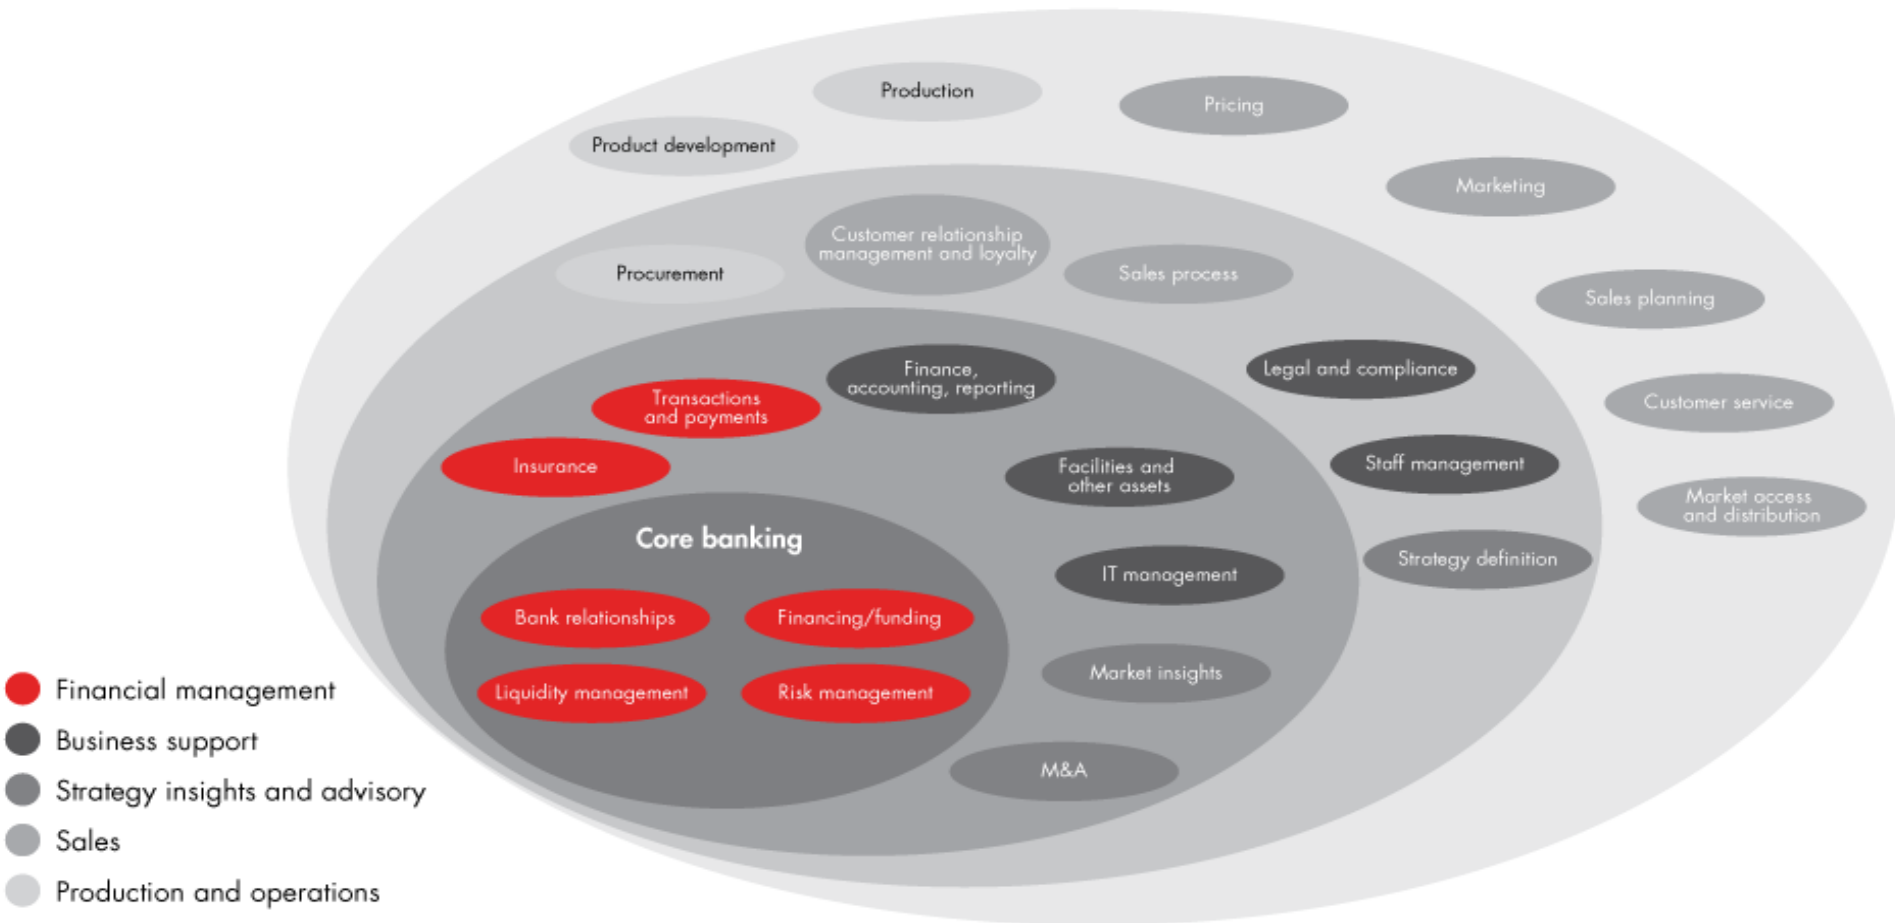 Production
Pricing
Product development
Marketing
Customer relationship
management and loyalty
Procurement
Sales process
Sales planning
Finance,
accounting, reporting
Legal and compliance
Transactions
and payments
Customer service
Insurance
Facilities and
other assets
Staff management
Market access
and distribution
Core banking
Strategy definition
IT management
Bank relationships
Financing/funding
Market insights
Liquidity management
Risk management
M&A
Financial management
Business support
Strategy insights and advisory
Sales
Production and operations